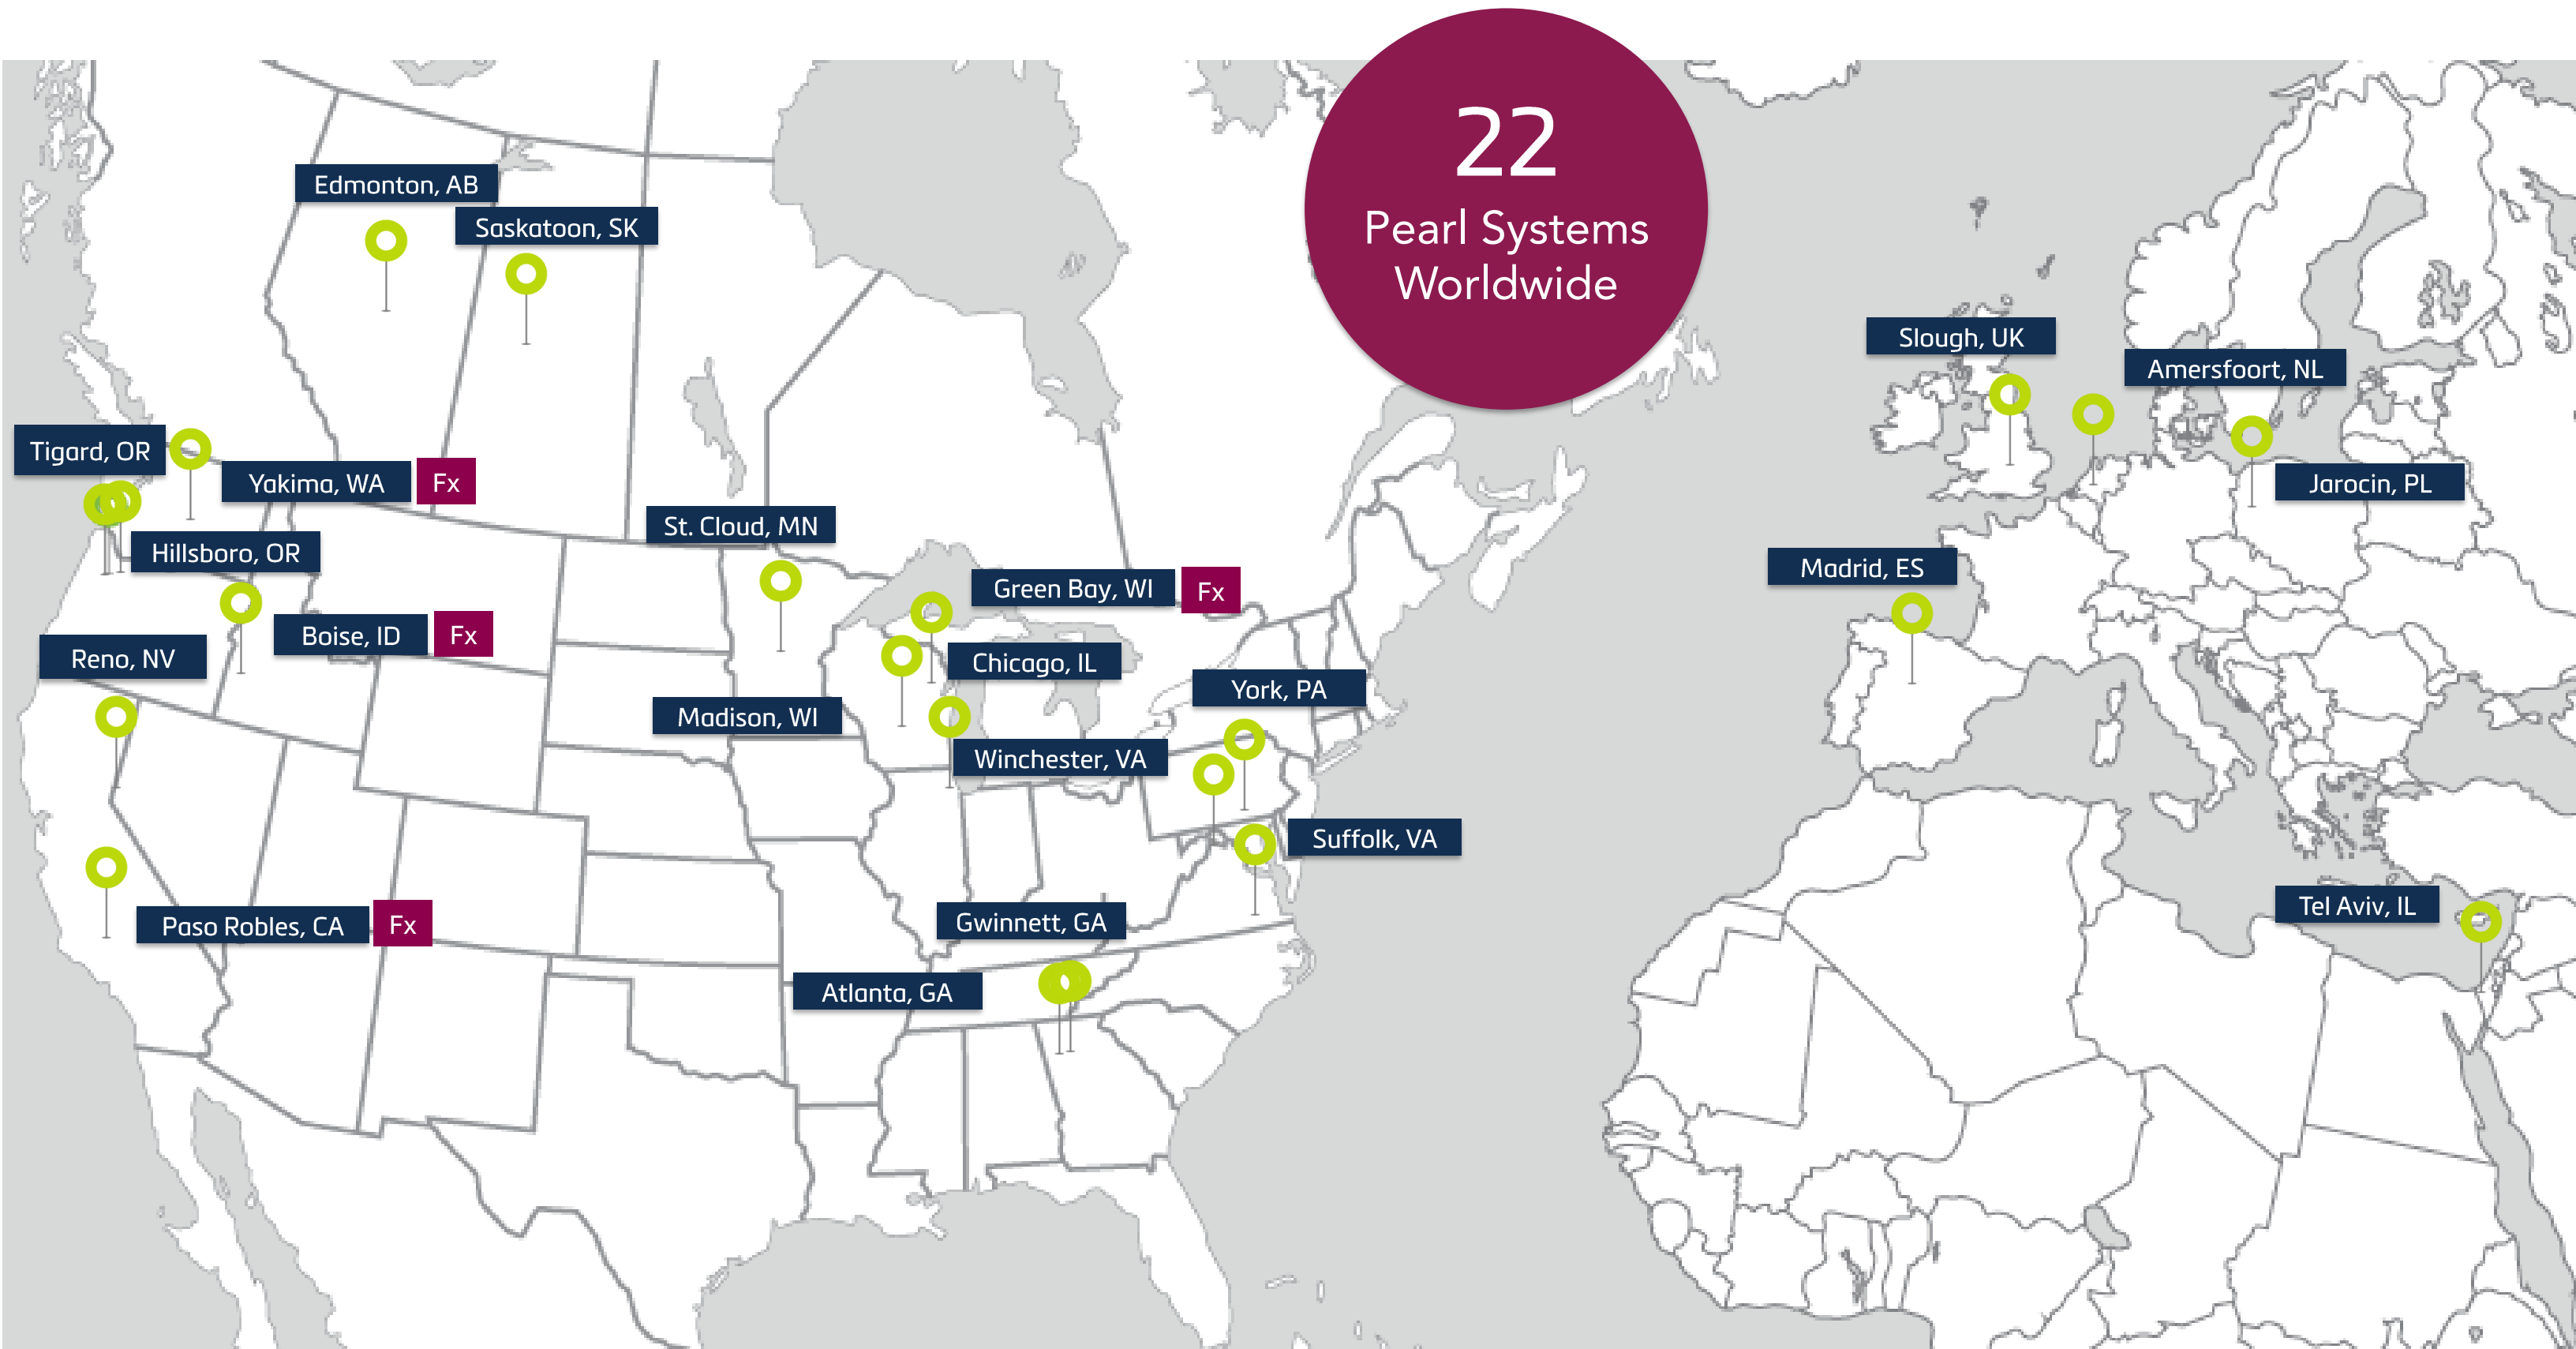 22
Pearl Systems
Worldwide
Edmonton, AB
Saskatoon, SK
Slough, UK
Amersfoort, NL
Tigard, OR
Yakima, WA Fx
Jarocin, PL
St. Cloud, MN
Hillsboro, OR
Madrid, ES
Green Bay, WI Fx
Boise, ID Fx
Reno, NV
Chicago, IL
York, PA
Madison, WI
Winchester, VA
Suffolk, VA
Tel Aviv, IL
Paso Robles, CA Fx
Gwinnett, GA
Atlanta, GA